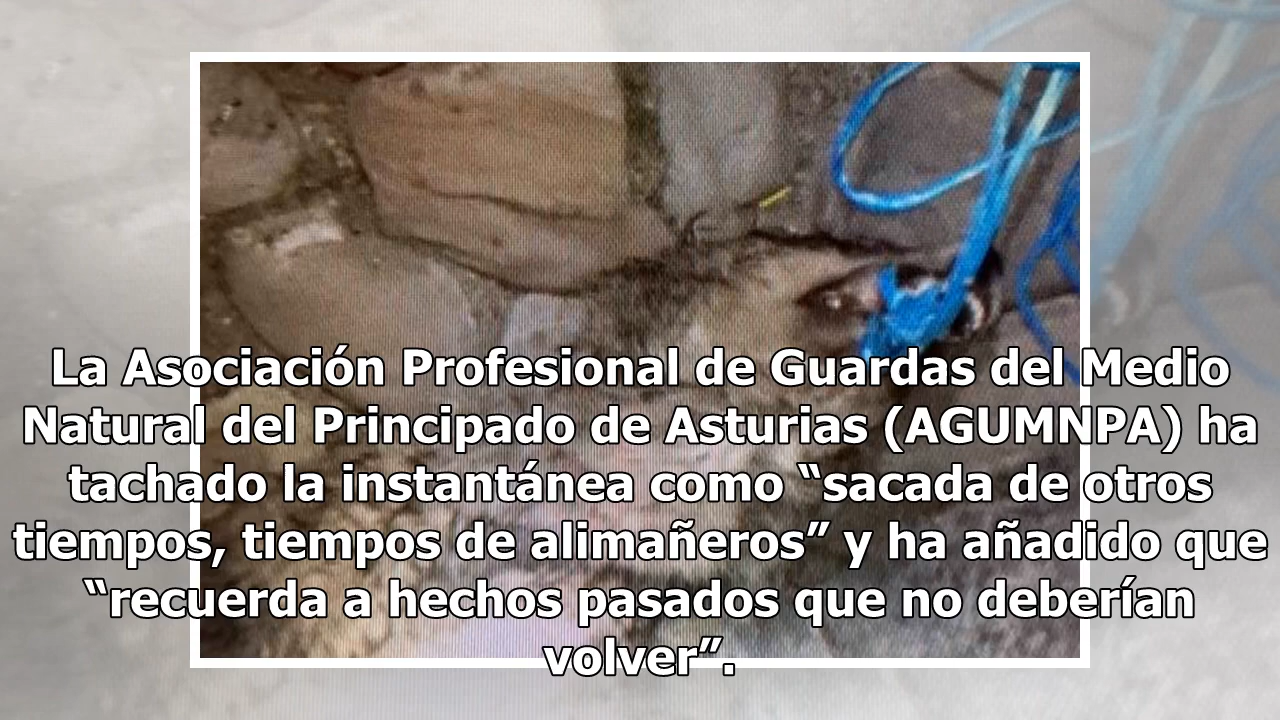 La Asociación Profesional de Guardas del Medio
Natural del Principado de Asturias (AGUMNPA) ha
tachado la instantánea como “sacada de otros
tiempos, tiempos de alimañeros” y ha añadido que
“recuerda a hechos pasados que no deberían
volver”.